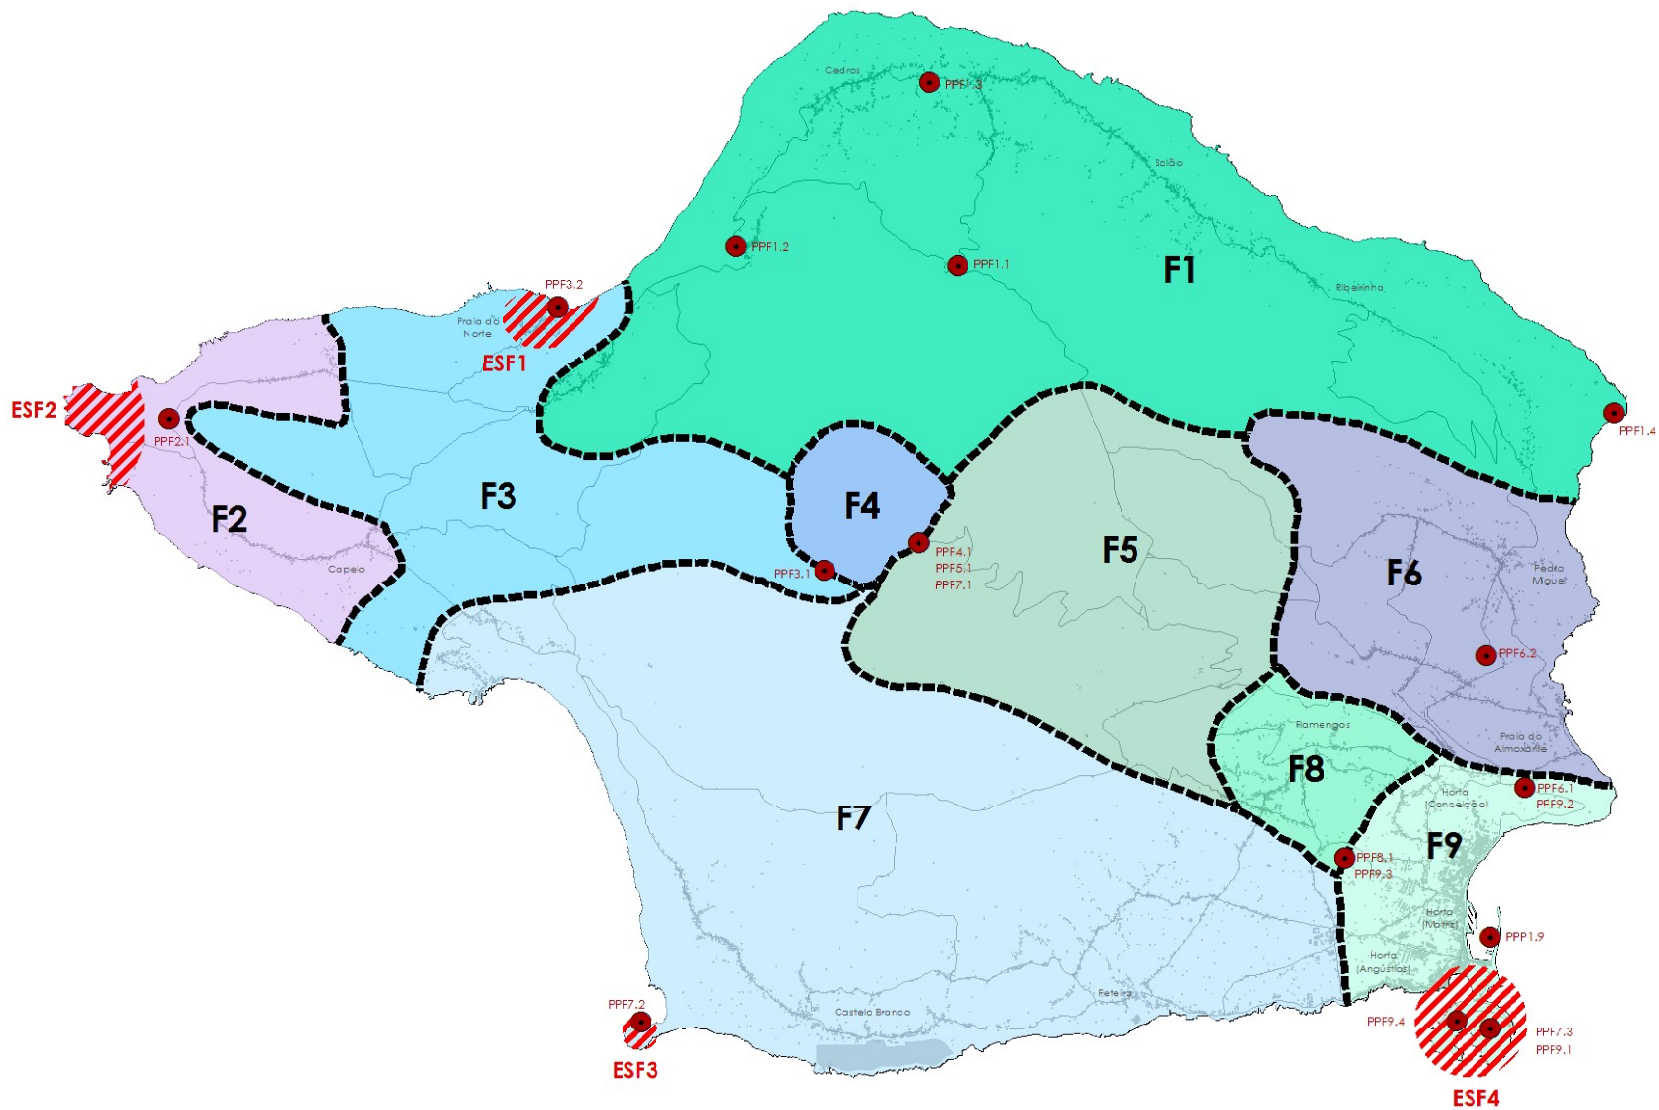 Cedros
PPF1.3
Salão
PPF1.2
PPF1.1
F1
PPF3.2
Ribeirinha
Praia do
Norte
ESF1
ESF2
PPF2.1
PPF1.4
F3
F4
F2
F5
PPF4.1
PPF5.1
PPF7.1
Capelo
PPF3.1
F6
Pedro
Miguel
PPF6.2
Flamengos
Praia do
Almoxarife
F8
PPF6.1
PPF9.2
Horta
(Conceição)
F7
F9
PPF8.1
PPF9.3
Horta
(Matriz)
PPP1.9
Horta
(Angústias)
Feteira
Castelo Branco
PPF7.2
PPF9.4
PPF7.3
PPF9.1
ESF3
ESF4